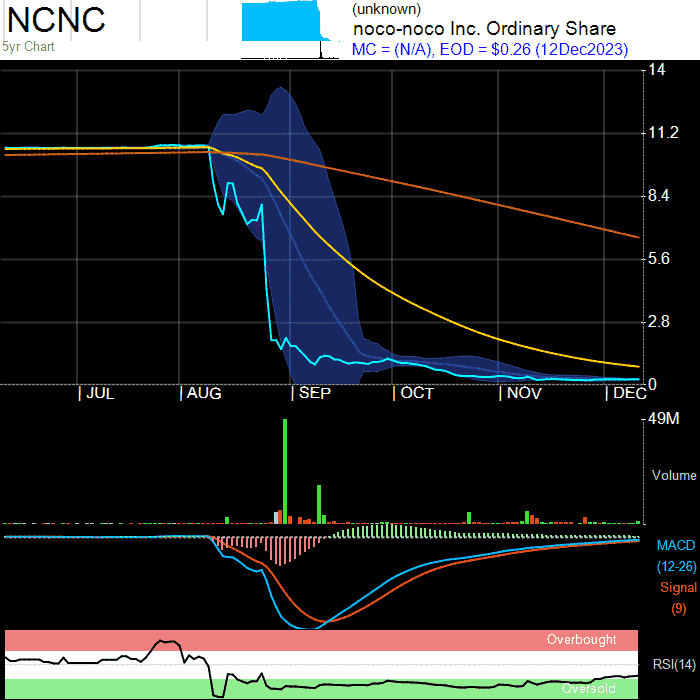 NCNC
(unknown)
noco-noco Inc. Ordinary Share
5yr Chart
MC = (N/A), EOD = $0.26 (12Dec2023)
14
11.2
8.4
5.6
2.8
0
| JUL | AUG | SEP | OCT | NOV | DEC
49M
Volume
MACD
(12-26)
Signal
(9)
Overbought
RSI(14)
Oversold